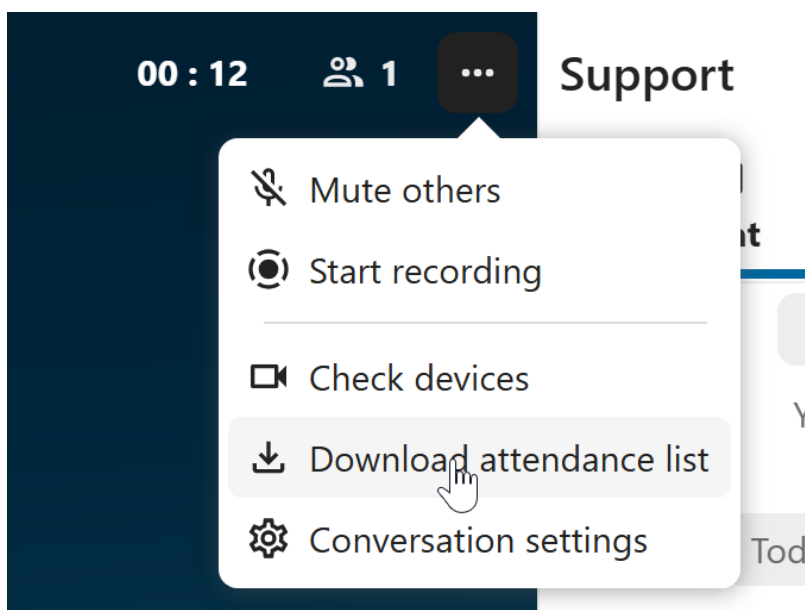 00 : 12 1 ... Support
Mute others
Start recording
Check devices
Download attendance list
Conversation settings